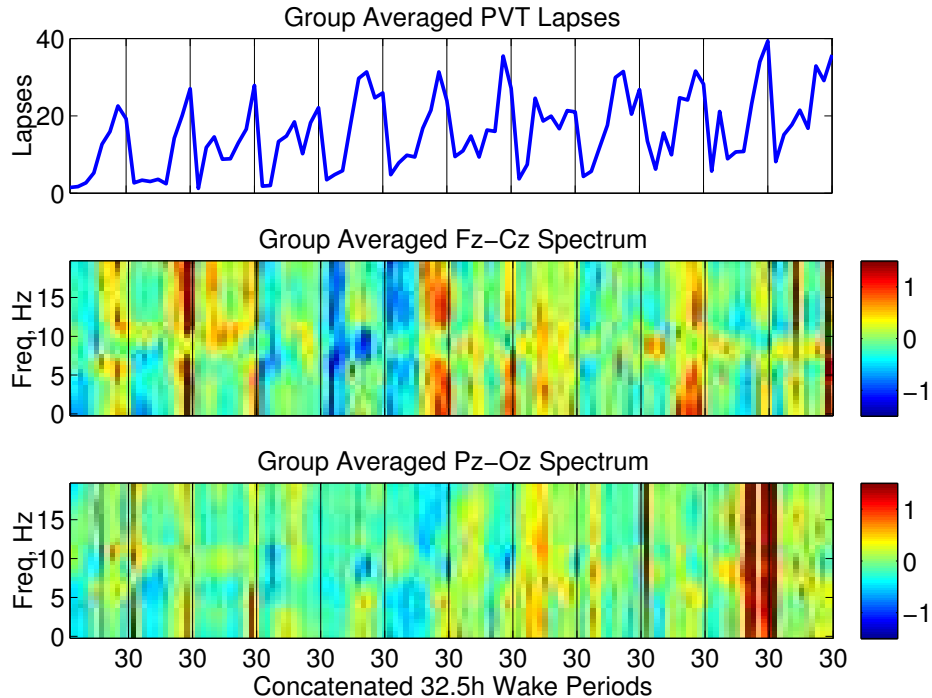 Group Averaged PVT Lapses
40
20
0
Lapses
Group Averaged Fz−Cz Spectrum
15
10
5
0
Freq, Hz
1
0
−1
Group Averaged Pz−Oz Spectrum
15
10
5
0
Freq, Hz
1
0
−1
30 30 30 30 30 30 30 30 30 30 30 30
Concatenated 32.5h Wake Periods